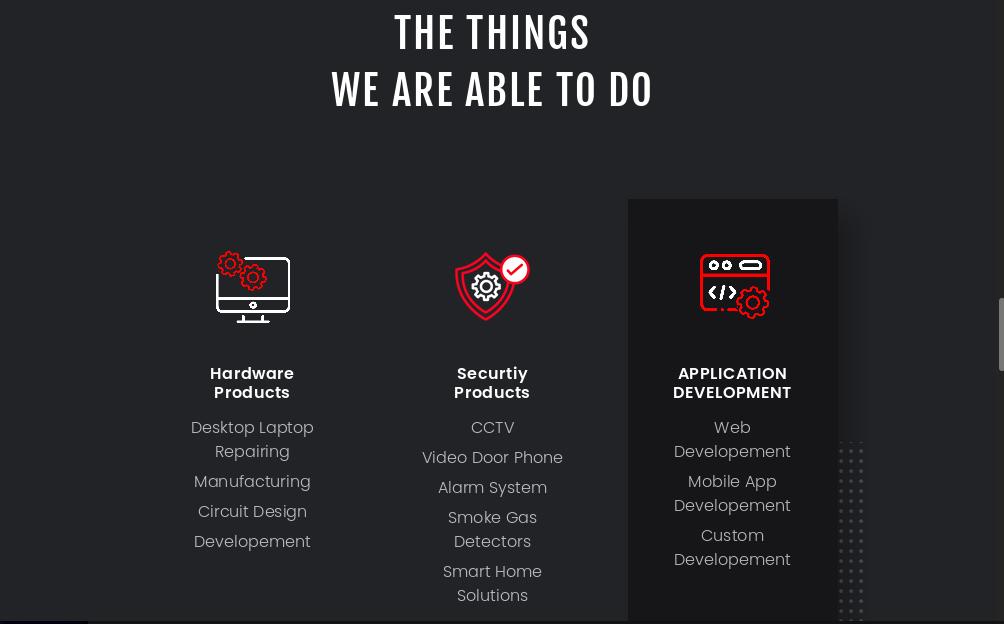 THE THINGS
WE ARE ABLE TO DO
Hardware
Products
Desktop Laptop
Repairing
Manufacturing
Circuit Design
Developement
Securtiy
Products
CCTV
Video Door Phone
Alarm System
Smoke Gas
Detectors
Smart Home
Solutions
APPLICATION
DEVELOPMENT
Web
Developement
Mobile App
Developement
Custom
Developement